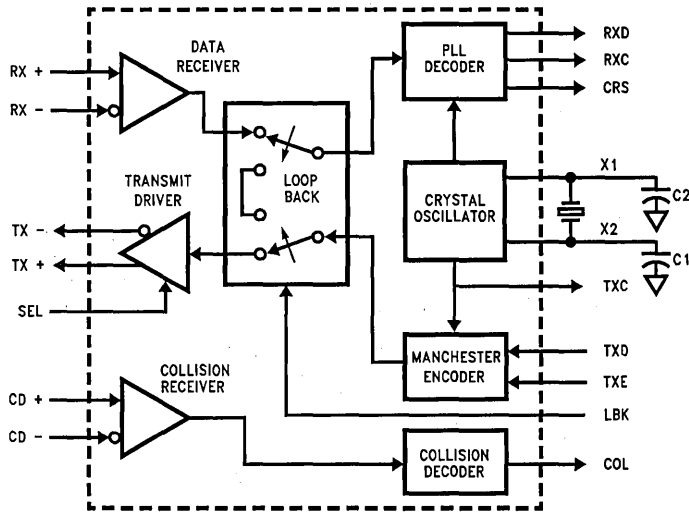 DATA
RECEIVER
RX +
RX -
PLL
DECODER
RXD
RXC
CRS
LOOP
BACK
TRANSMIT
DRIVER
TX -
TX +
SEL
CRYSTAL
OSCILLATOR
X1
X2
C2
C1
TXC
MANCHESTER
ENCODER
TXD
TXE
LBK
COLLISION
RECEIVER
CD +
CD -
COLLISION
DECODER
COL